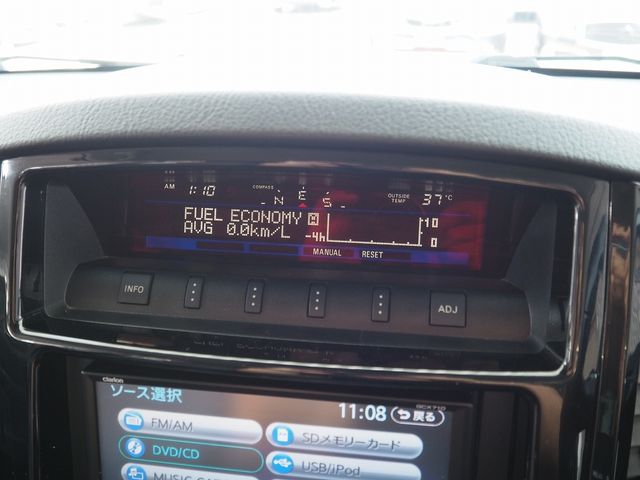 AM 1:10 COMPASS N E S OUTSIDE TEMP 37°C
FUEL ECONOMY M 10
AVG 0.0km/L -4h 0
MANUAL RESET
INFO ADJ
clarion
ソース選択 11:08 戻る
FM/AM SDメモリーカード
DVD/CD USB/iPod